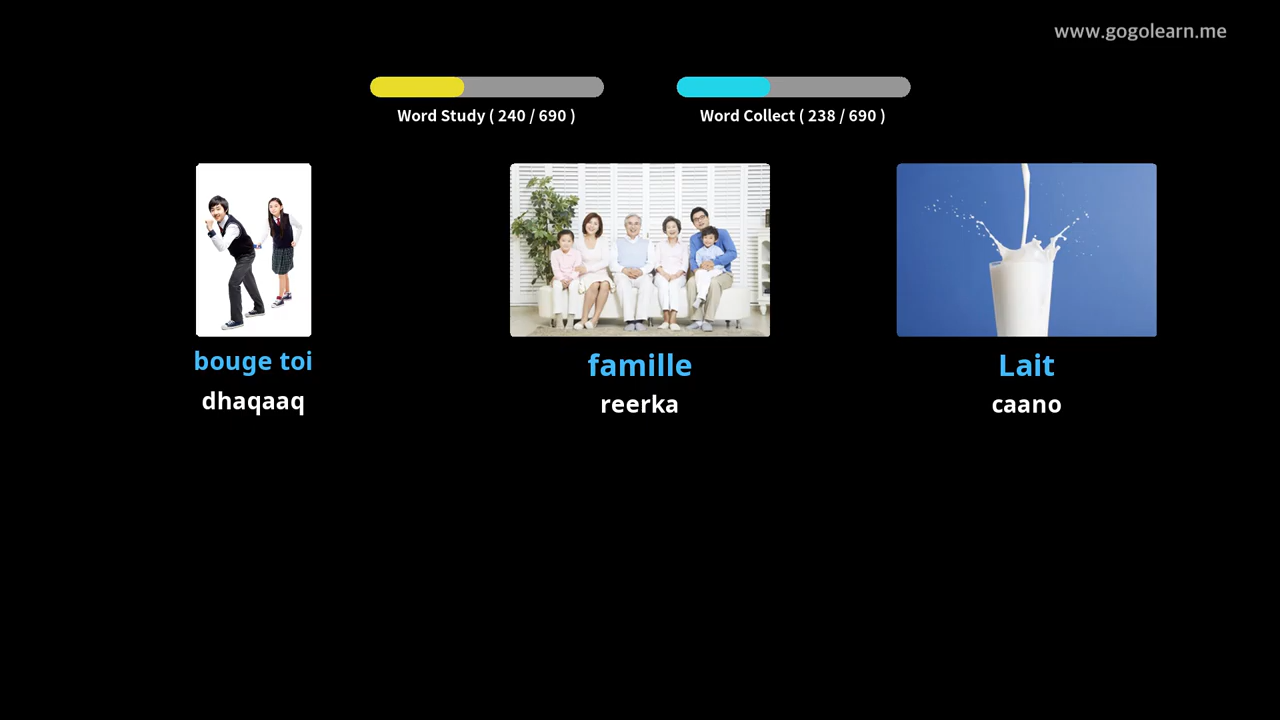 www.gogolearn.me
Word Study ( 240 / 690 )
Word Collect ( 238 / 690 )
bouge toi
dhaqaaq
famille
reerka
Lait
caano